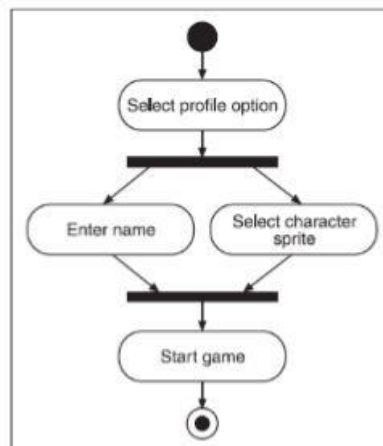 Select profile option
Enter name
Select character
sprite
Start game